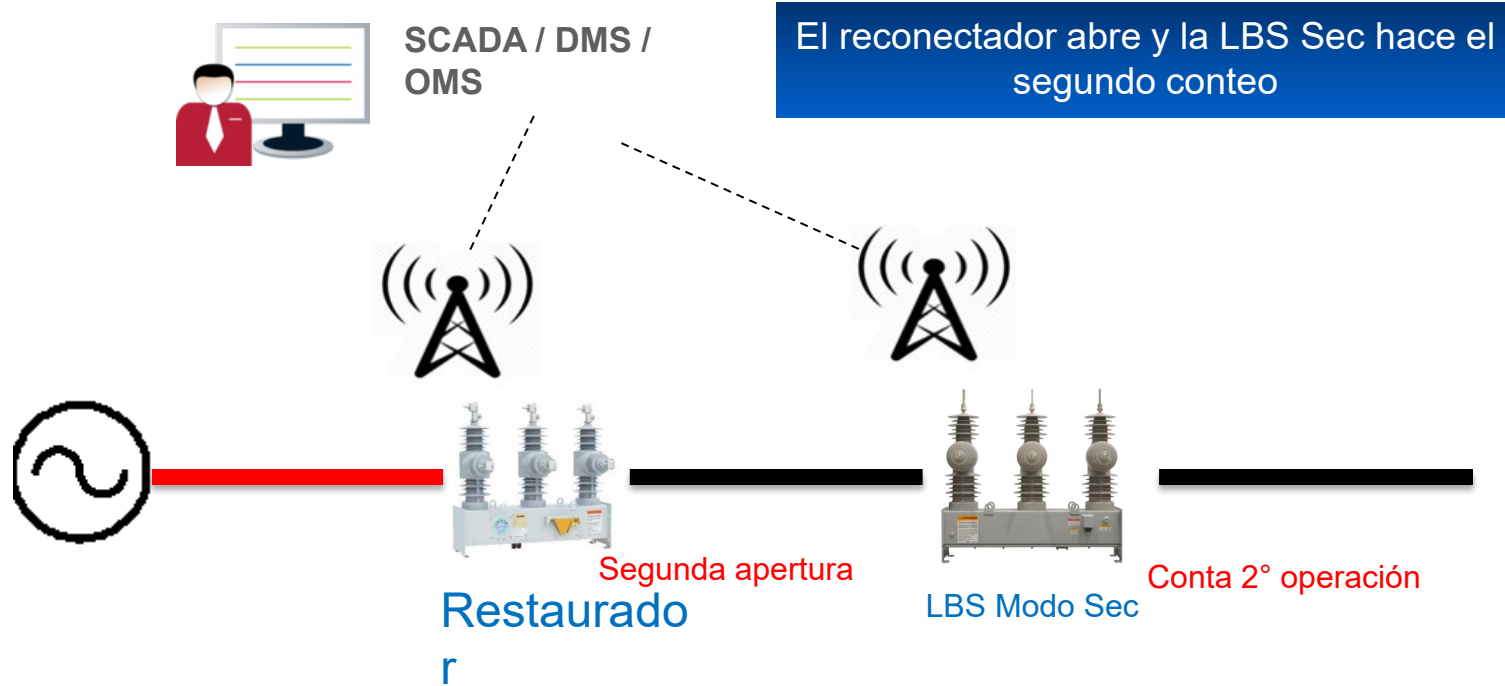 SCADA / DMS /
OMS
El reconectador abre y la LBS Sec hace el
segundo conteo
Segunda apertura
Restaurado
r
LBS Modo Sec
Conta 2° operación